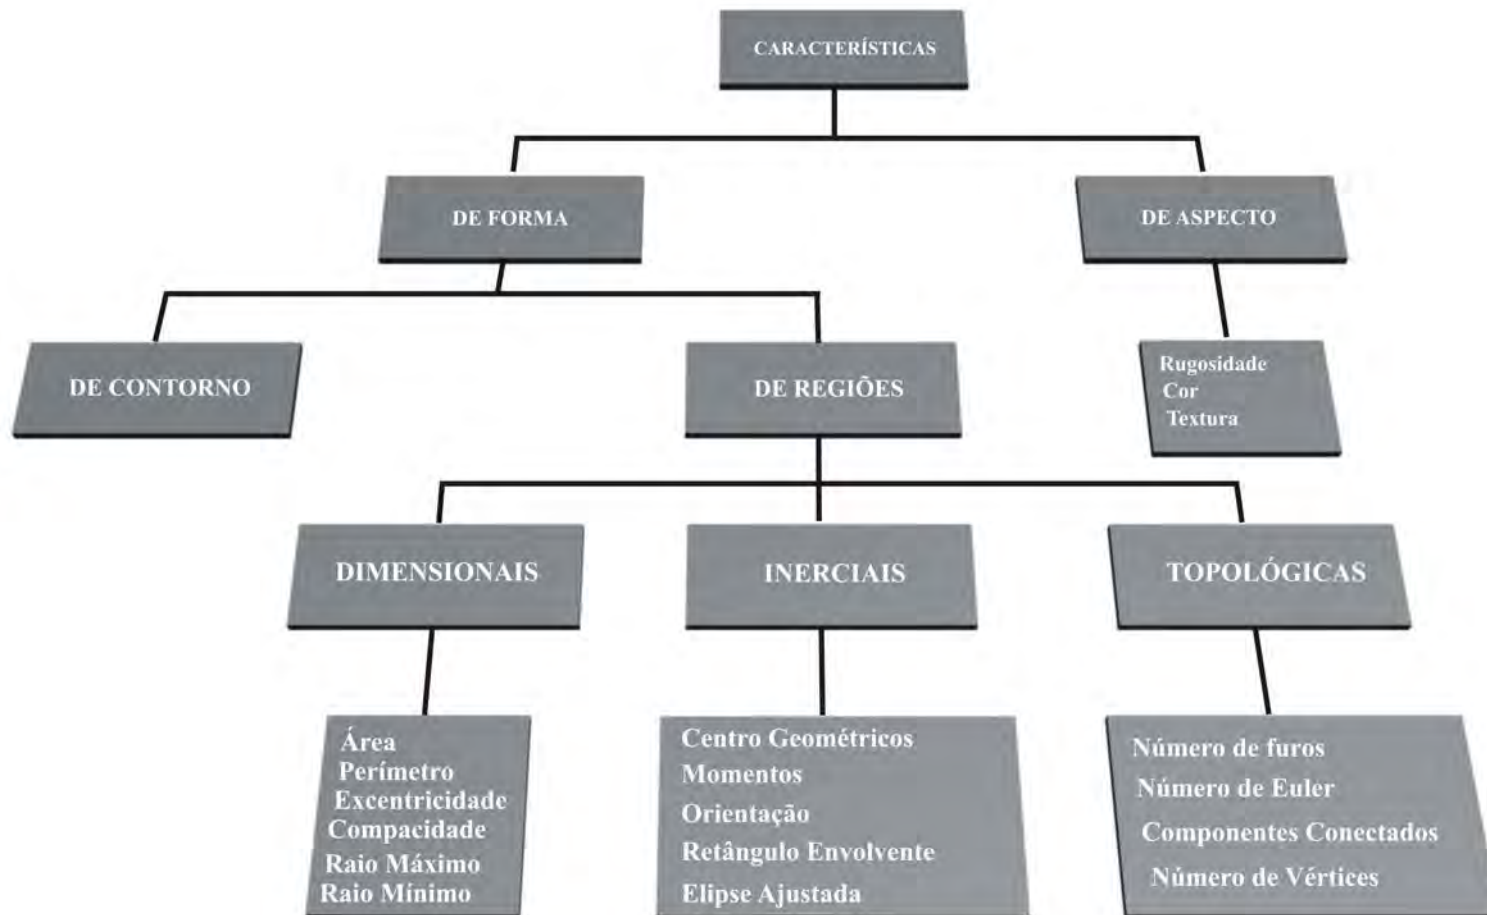 CARACTERÍSTICAS
DE FORMA
DE ASPECTO
DE CONTORNO
DE REGIÕES
Rugosidade
Cor
Textura
DIMENSIONAIS
INERCIAIS
TOPOLÓGICAS
Área
Perímetro
Excentricidade
Compacidade
Raio Máximo
Raio Mínimo
Centro Geométricos
Momentos
Orientação
Retângulo Envolvente
Elipse Ajustada
Número de furos
Número de Euler
Componentes Conectados
Número de Vértices